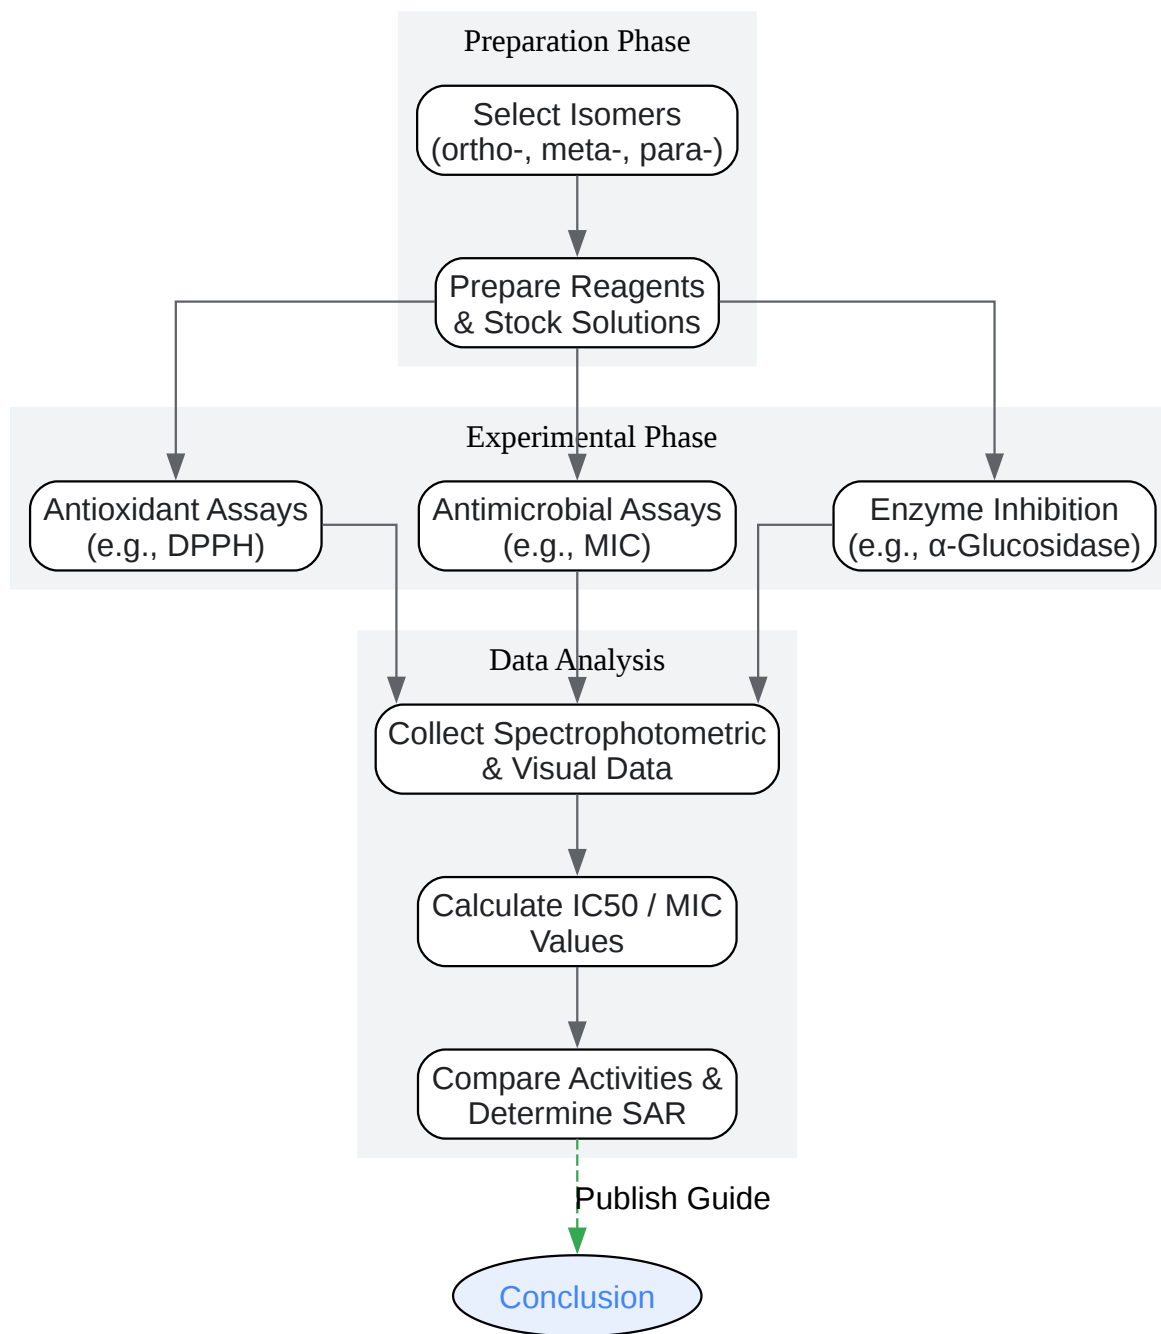 Preparation Phase
Select Isomers
(ortho-, meta-, para-)
Prepare Reagents
& Stock Solutions
Experimental Phase
Antioxidant Assays
(e.g., DPPH)
Antimicrobial Assays
(e.g., MIC)
Enzyme Inhibition
(e.g., α-Glucosidase)
Data Analysis
Collect Spectrophotometric
& Visual Data
Calculate IC50 / MIC
Values
Compare Activities &
Determine SAR
Publish Guide
Conclusion